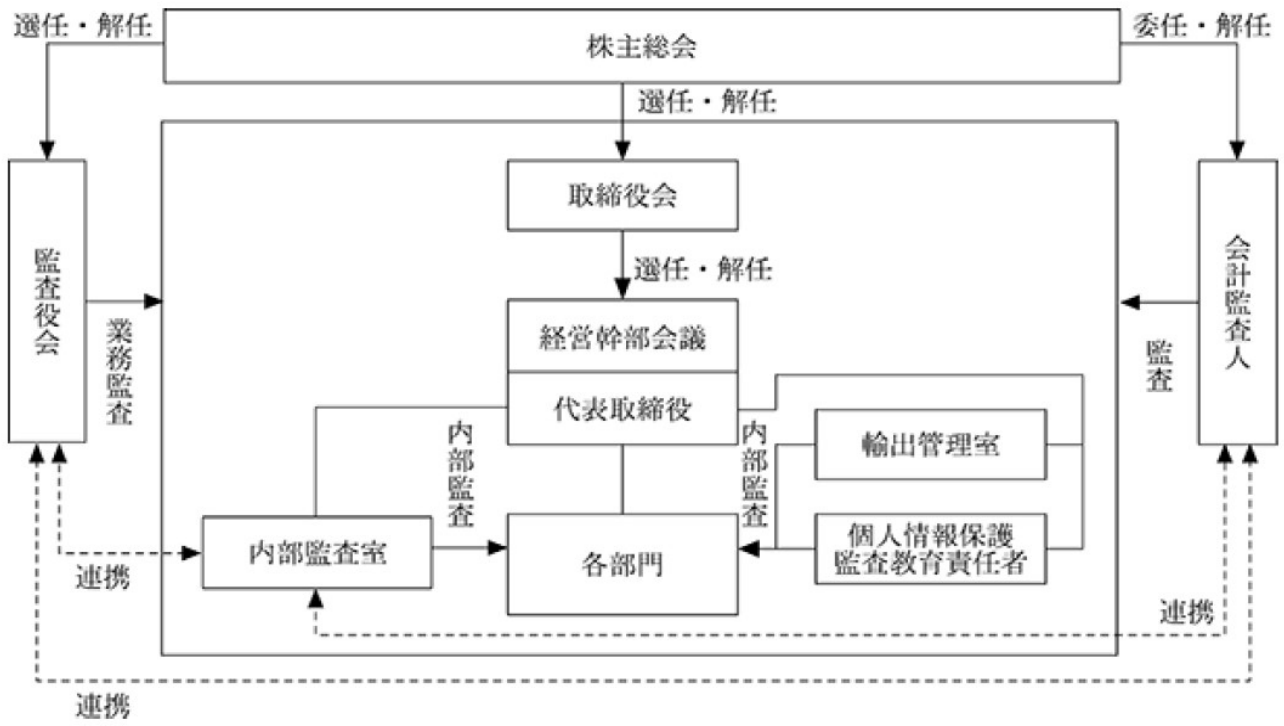 選任・解任
株主総会
委任・解任
選任・解任
取締役会
選任・解任
監査役会
業務監査
経営幹部会議
代表取締役
会計監査人
監査
内部監査
内部監査
輸出管理室
内部監査室
各部門
個人情報保護
監査教育責任者
連携
連携
連携